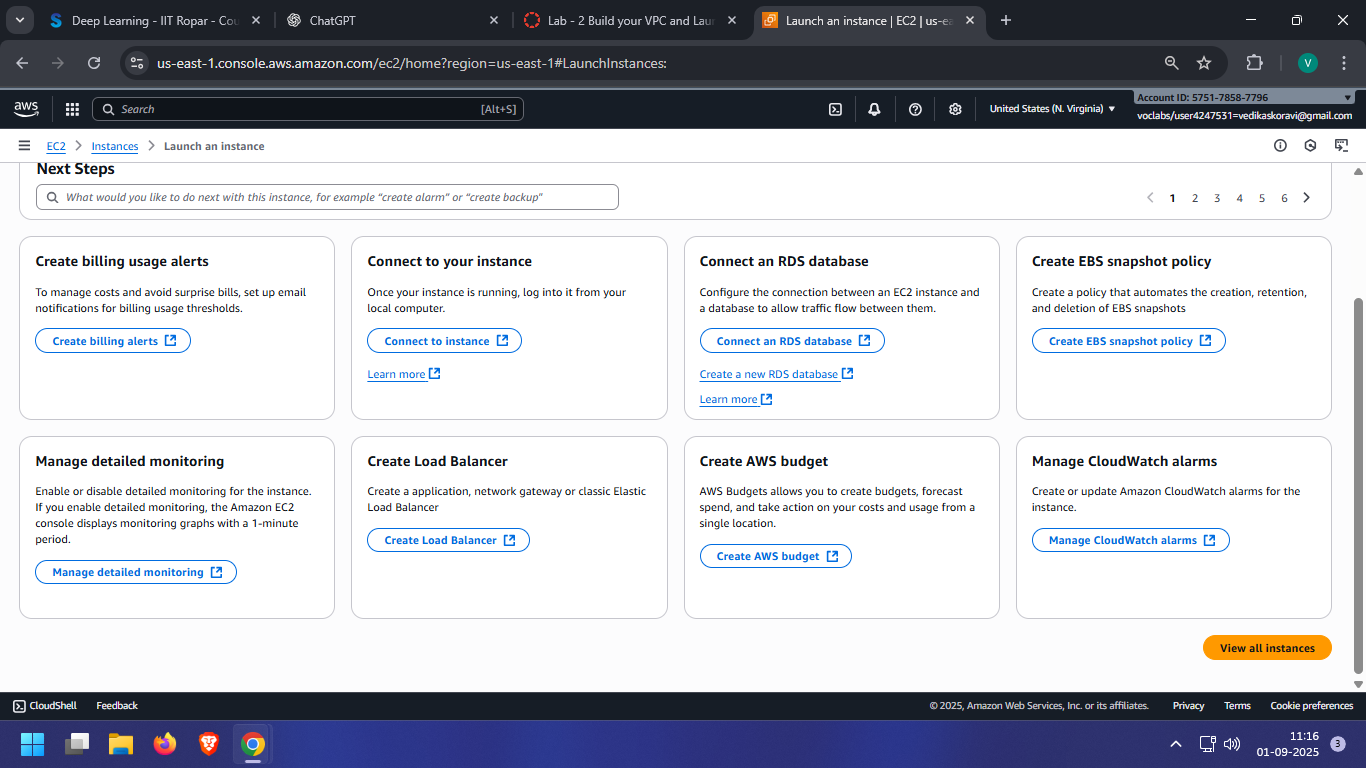 Deep Learning - IIT Ropar - Cou
ChatGPT
Lab - 2 Build your VPC and Lau
Launch an instance | EC2 | us-ea
us-east-1.console.aws.amazon.com/ec2/home?region=us-east-1#LaunchInstances:
V
aws
Search
[Alt+S]
United States (N. Virginia)
Account ID: 5751-7858-7796
voclabs/user4247531=vedikaskoravi@gmail.com
EC2
Instances
Launch an instance
Next Steps
What would you like to do next with this instance, for example "create alarm" or "create backup"
1 2 3 4 5 6
Create billing usage alerts
To manage costs and avoid surprise bills, set up email
notifications for billing usage thresholds.
Create billing alerts
Connect to your instance
Once your instance is running, log into it from your
local computer.
Connect to instance
Learn more
Connect an RDS database
Configure the connection between an EC2 instance and
a database to allow traffic flow between them.
Connect an RDS database
Create a new RDS database
Learn more
Create EBS snapshot policy
Create a policy that automates the creation, retention,
and deletion of EBS snapshots
Create EBS snapshot policy
Manage detailed monitoring
Enable or disable detailed monitoring for the instance.
If you enable detailed monitoring, the Amazon EC2
console displays monitoring graphs with a 1-minute
period.
Manage detailed monitoring
Create Load Balancer
Create a application, network gateway or classic Elastic
Load Balancer
Create Load Balancer
Create AWS budget
AWS Budgets allows you to create budgets, forecast
spend, and take action on your costs and usage from a
single location.
Create AWS budget
Manage CloudWatch alarms
Create or update Amazon CloudWatch alarms for the
instance.
Manage CloudWatch alarms
View all instances
CloudShell
Feedback
© 2025, Amazon Web Services, Inc. or its affiliates.
Privacy
Terms
Cookie preferences
11:16
01-09-2025
3